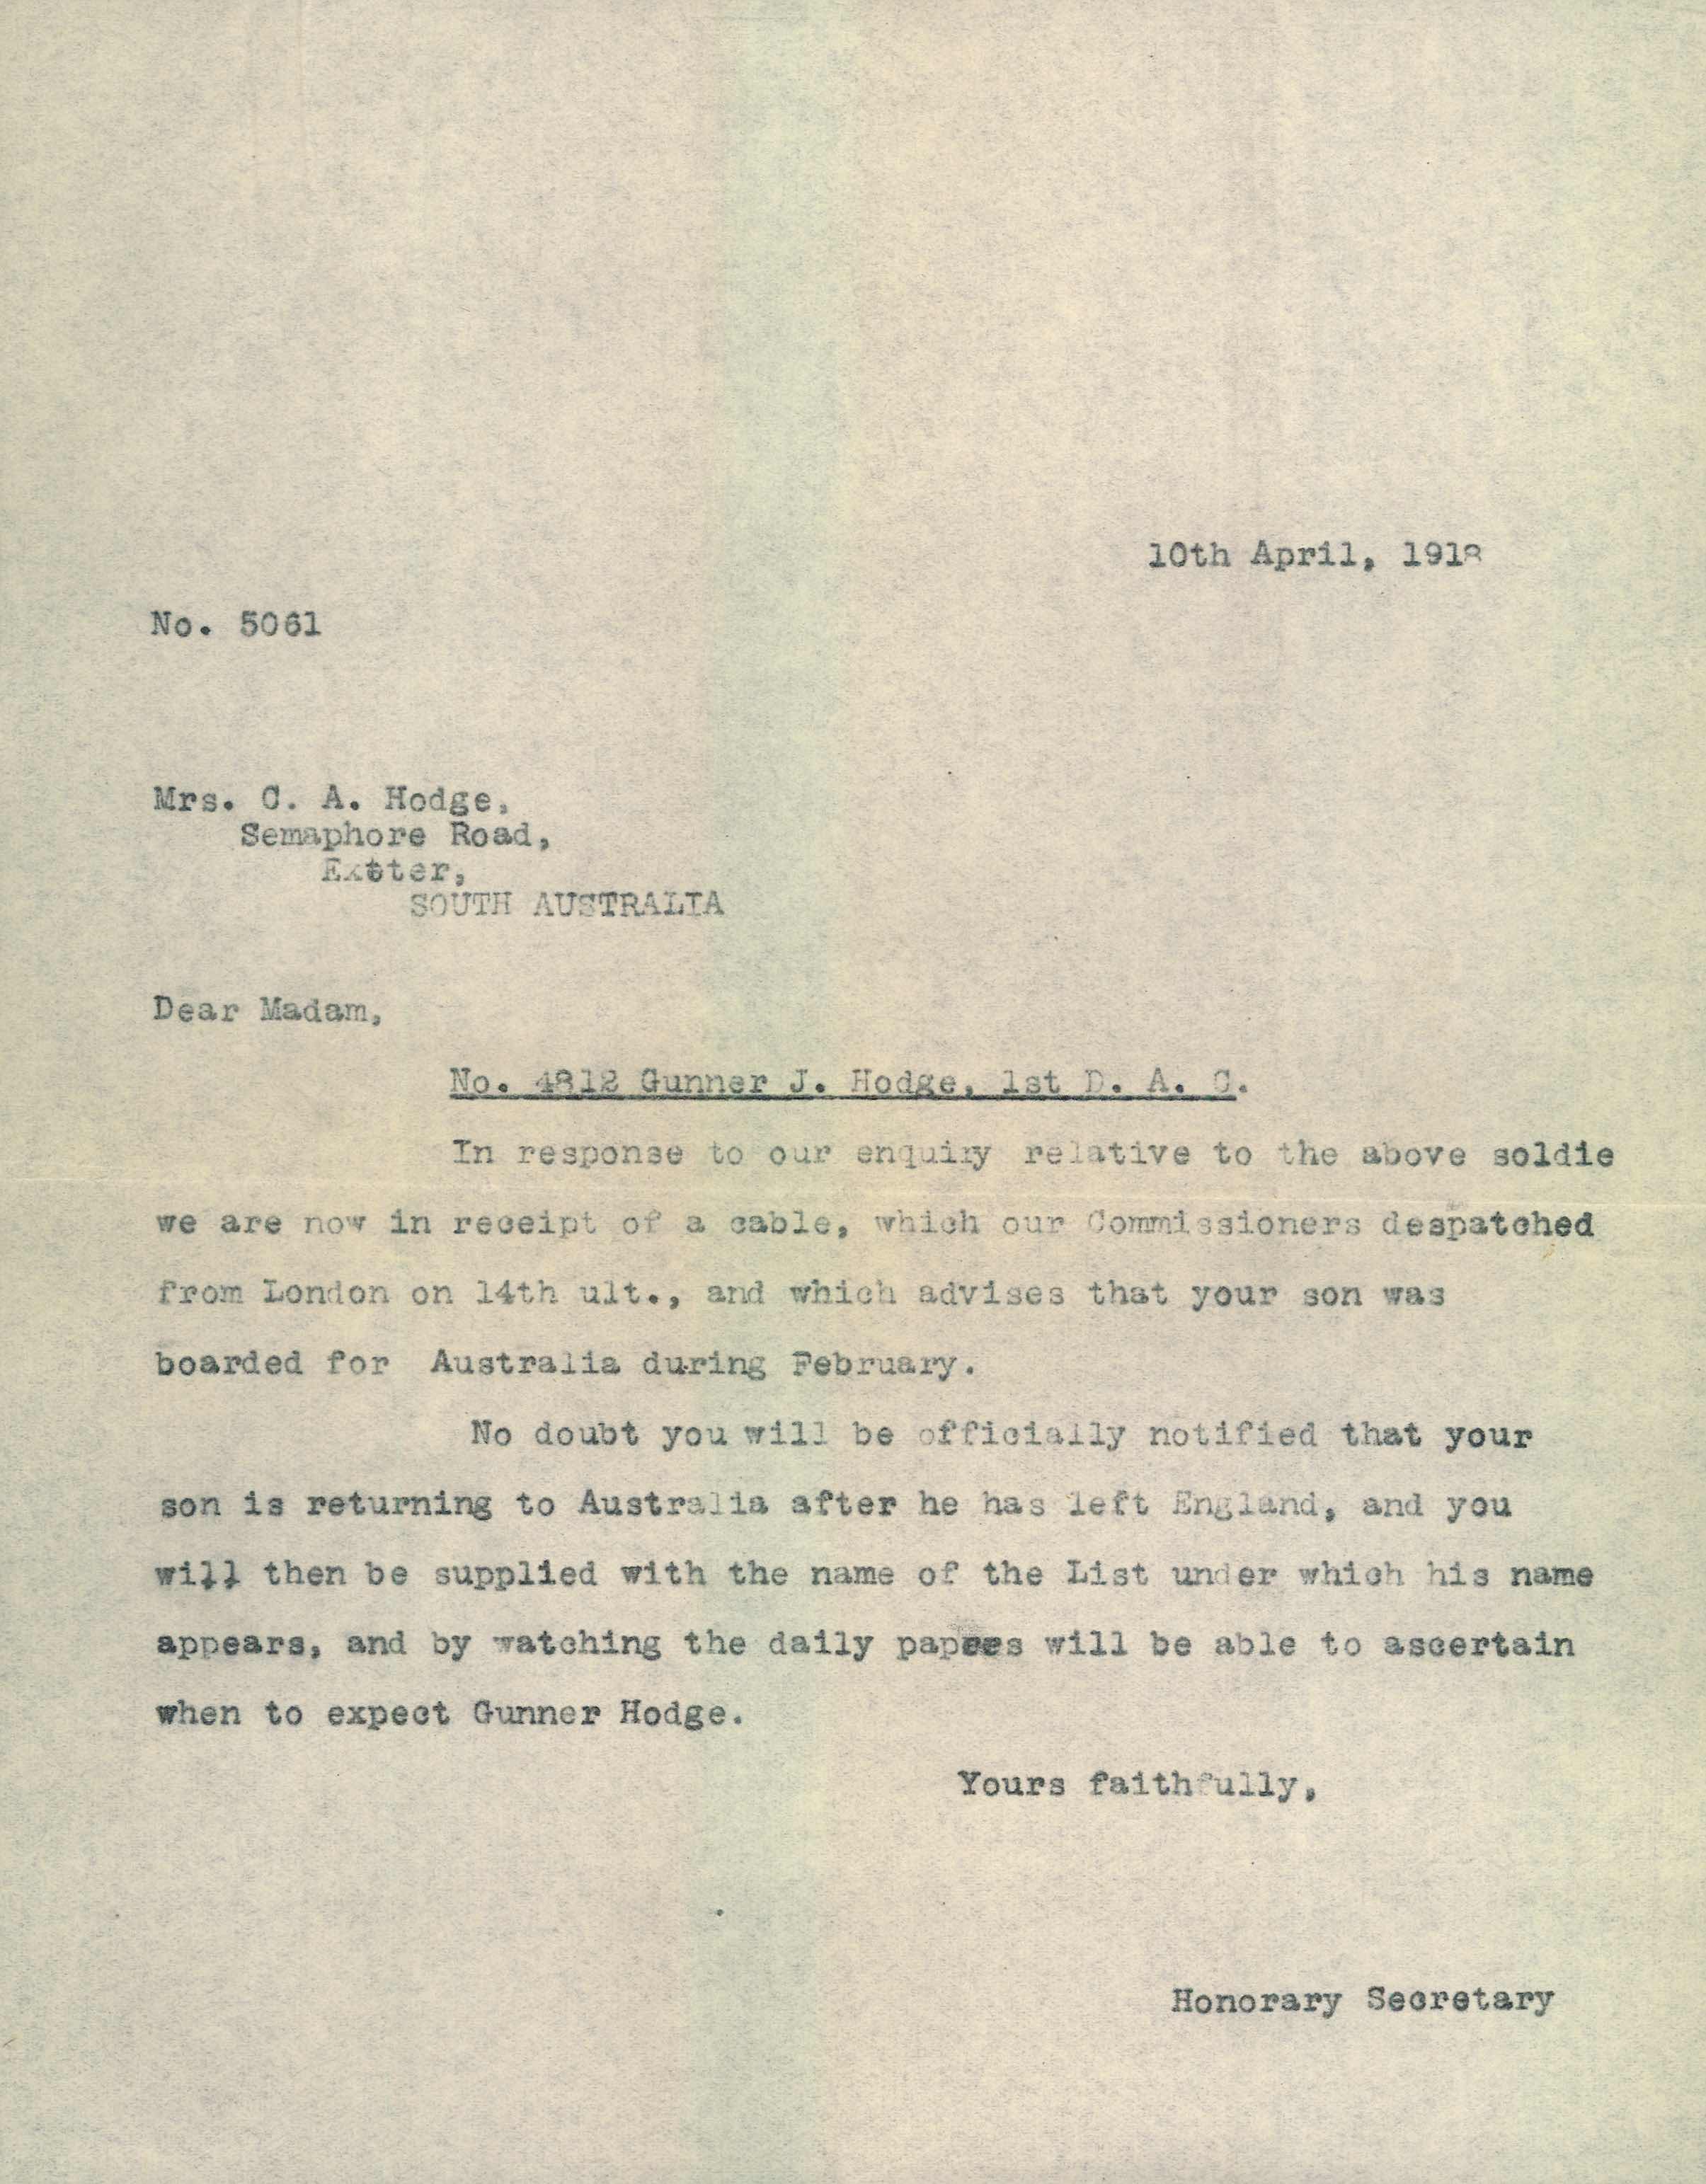 10th April, 1918
No. 5061
Mrs. C. A. Hodge,
Semaphore Road,
Exetter,
SOUTH AUSTRALIA
Dear Madam,
No. 4812 Gunner J. Hodge, 1st D. A. C.
In response to our enquiry relative to the above soldie
we are now in receipt of a cable, which our Commissioners despatched
from London on 14th ult., and which advises that your son was
boarded for Australia during February.
No doubt you will be officially notified that your
son is returning to Australia after he has left England, and you
will then be supplied with the name of the List under which his name
appears, and by watching the daily papers will be able to ascertain
when to expect Gunner Hodge.
Yours faithfully,
Honorary Secretary